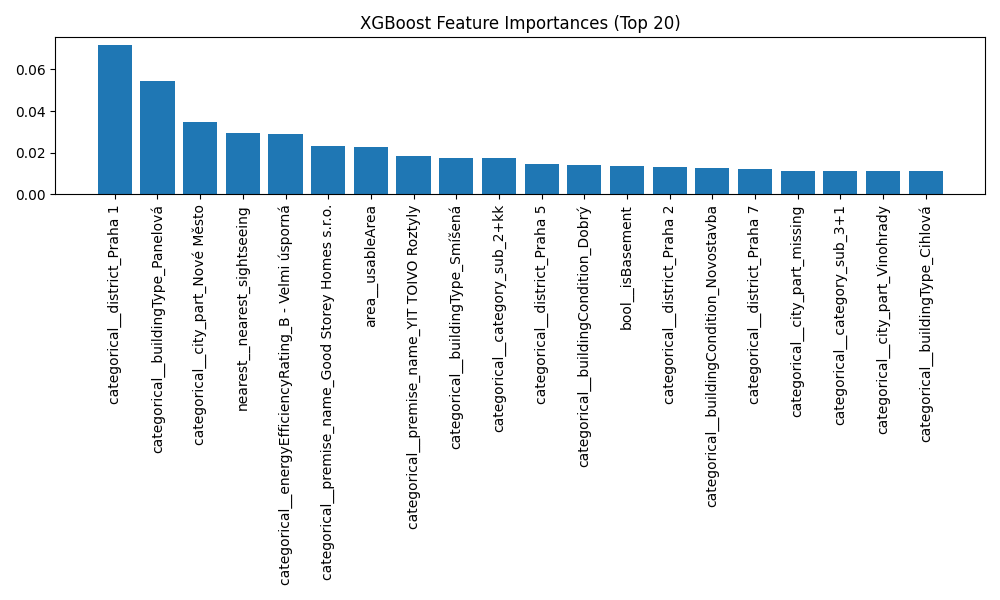 XGBoost Feature Importances (Top 20)
0.06
0.04
0.02
0.00
categorical__district_Praha 1
categorical__buildingType_Panelová
categorical__city_part_Nové Město
nearest__nearest_sightseeing
categorical__energyEfficiencyRating_B - Velmi úsporná
categorical__premise_name_Good Storey Homes s.r.o.
area__usableArea
categorical__premise_name_YIT TOIVO Roztyly
categorical__buildingType_Smíšená
categorical__category_sub_2+kk
categorical__district_Praha 5
categorical__buildingCondition_Dobrý
bool__isBasement
categorical__district_Praha 2
categorical__buildingCondition_Novostavba
categorical__district_Praha 7
categorical__city_part_missing
categorical__category_sub_3+1
categorical__city_part_Vinohrady
categorical__buildingType_Cihlová